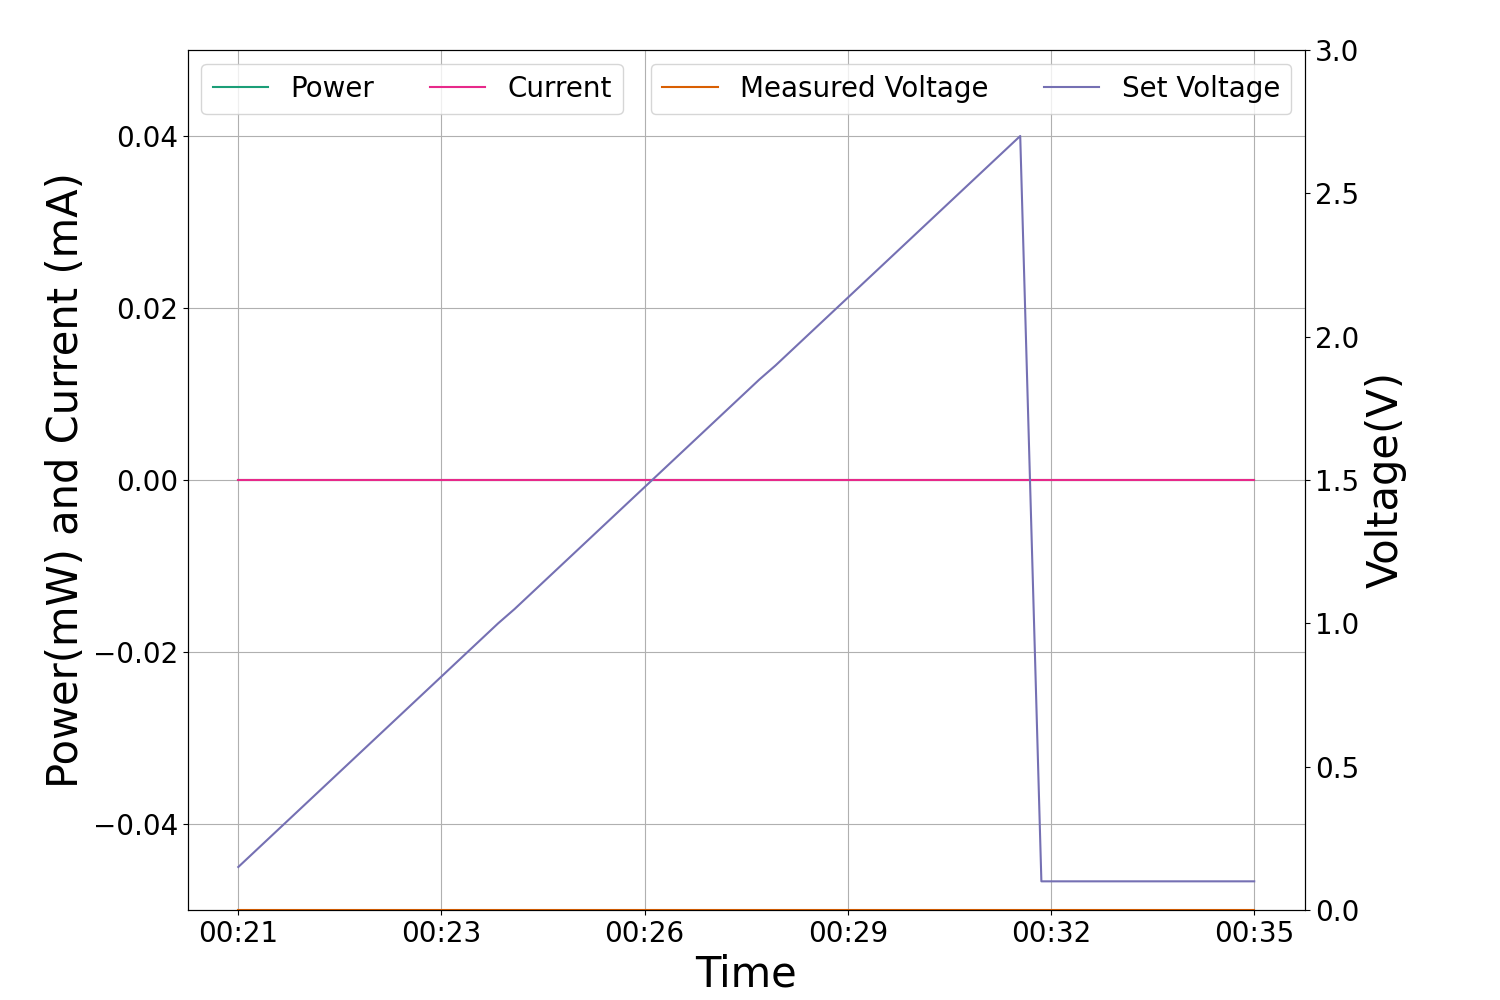 Power Current Measured Voltage Set Voltage
3.0
0.04
2.5
0.02
2.0
0.00
1.5
1.0
−0.02
0.5
−0.04
0.0
Power(mW) and Current (mA)
Voltage(V)
00:21 00:23 00:26 00:29 00:32 00:35
Time